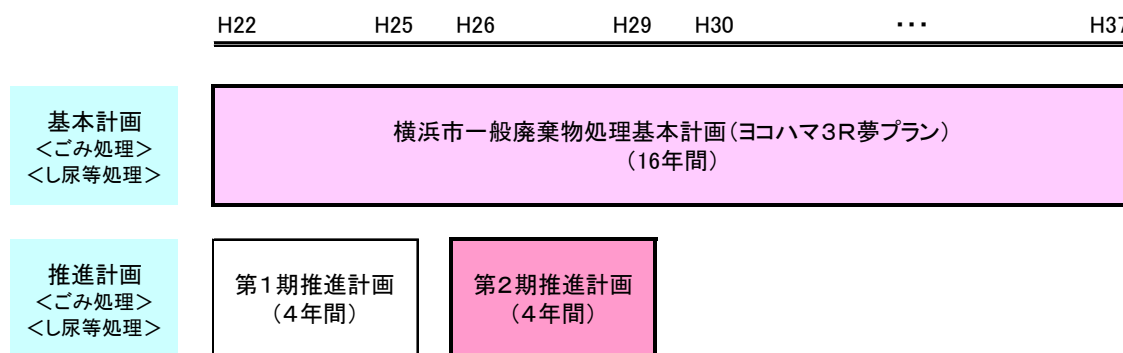 H22 H25 H26 H29 H30 ・・・ H37
基本計画
＜ごみ処理＞
＜し尿等処理＞
横浜市一般廃棄物処理基本計画（ヨコハマ３Ｒ夢プラン）
（16年間）
推進計画
＜ごみ処理＞
＜し尿等処理＞
第１期推進計画
（４年間）
第２期推進計画
（４年間）